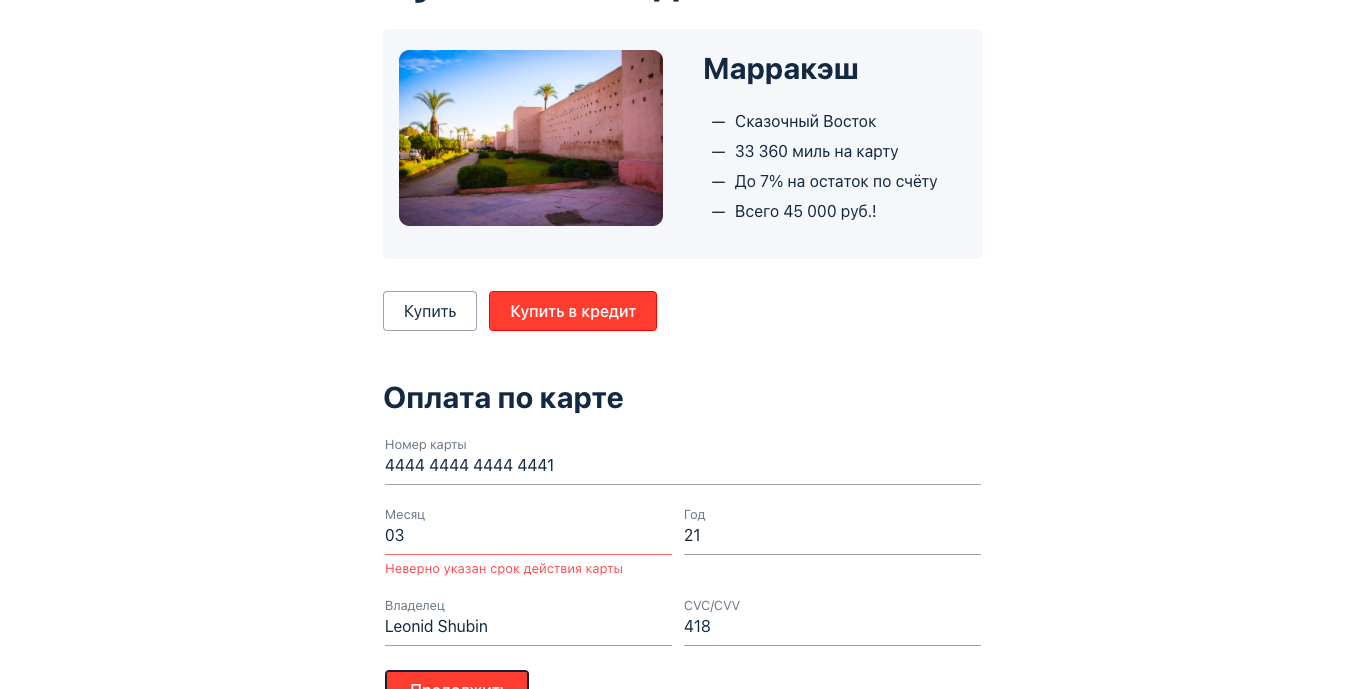 Марракэш
— Сказочный Восток
— 33 360 миль на карту
— До 7% на остаток по счёту
— Всего 45 000 руб.!
Купить
Купить в кредит
Оплата по карте
Номер карты
4444 4444 4444 4441
Месяц
Год
03
21
Неверно указан срок действия карты
Владелец
CVC/CVV
Leonid Shubin
418
Продолжить